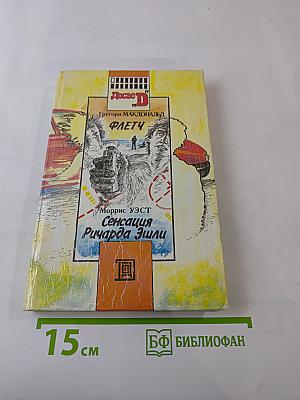 Досье „D"
Грегори МАКДОНАЛЬД
ФЛЕТЧ
Моррис УЭСТ
Сенсация
Ричарда Эшли
15 см
БФ БИБЛИОФАН